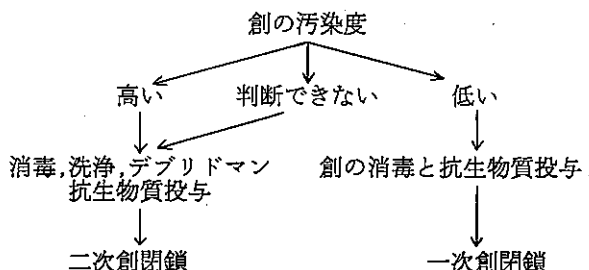 創の汚染度
高い 判断できない 低い
消毒,洗浄,デブリドマン 創の消毒と抗生物質投与
抗生物質投与
二次創閉鎖 一次創閉鎖